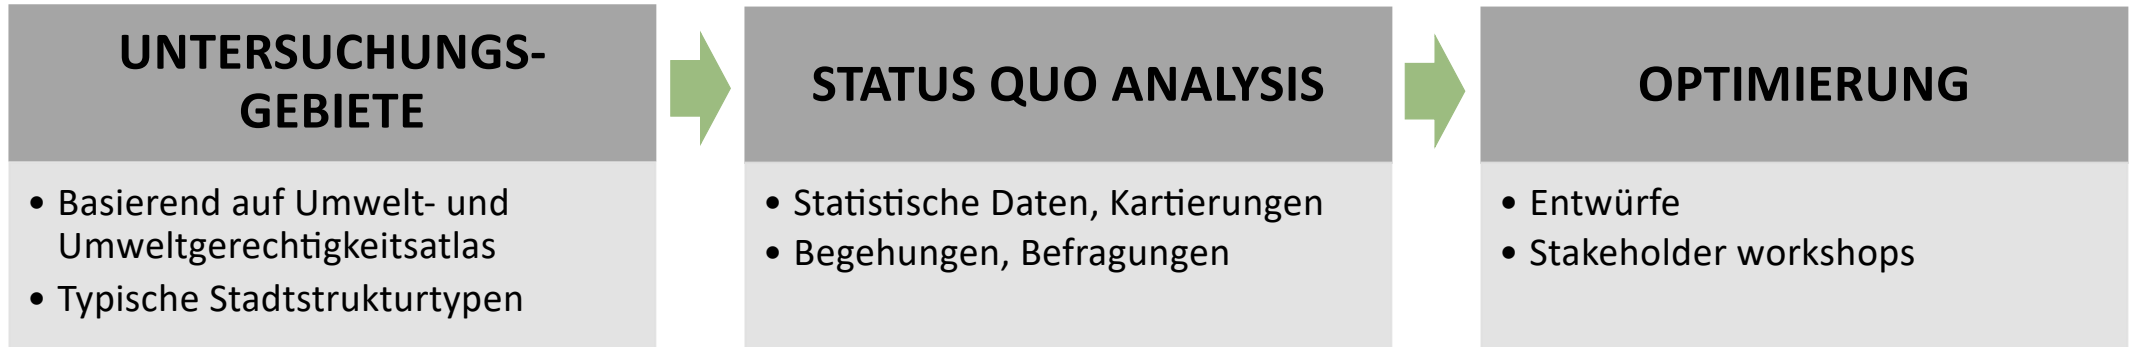 UNTERSUCHUNGS-
GEBIETE
• Basierend auf Umwelt- und
Umweltgerechtigkeitsatlas
• Typische Stadtstrukturtypen
STATUS QUO ANALYSIS
• Statistische Daten, Kartierungen
• Begehungen, Befragungen
OPTIMIERUNG
• Entwürfe
• Stakeholder workshops